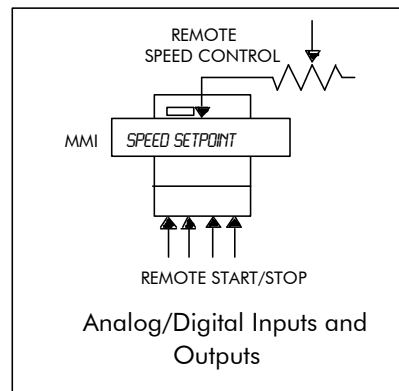 REMOTE
SPEED CONTROL
MMI
SPEED SETPOINT
REMOTE START/STOP
Analog/Digital Inputs and
Outputs